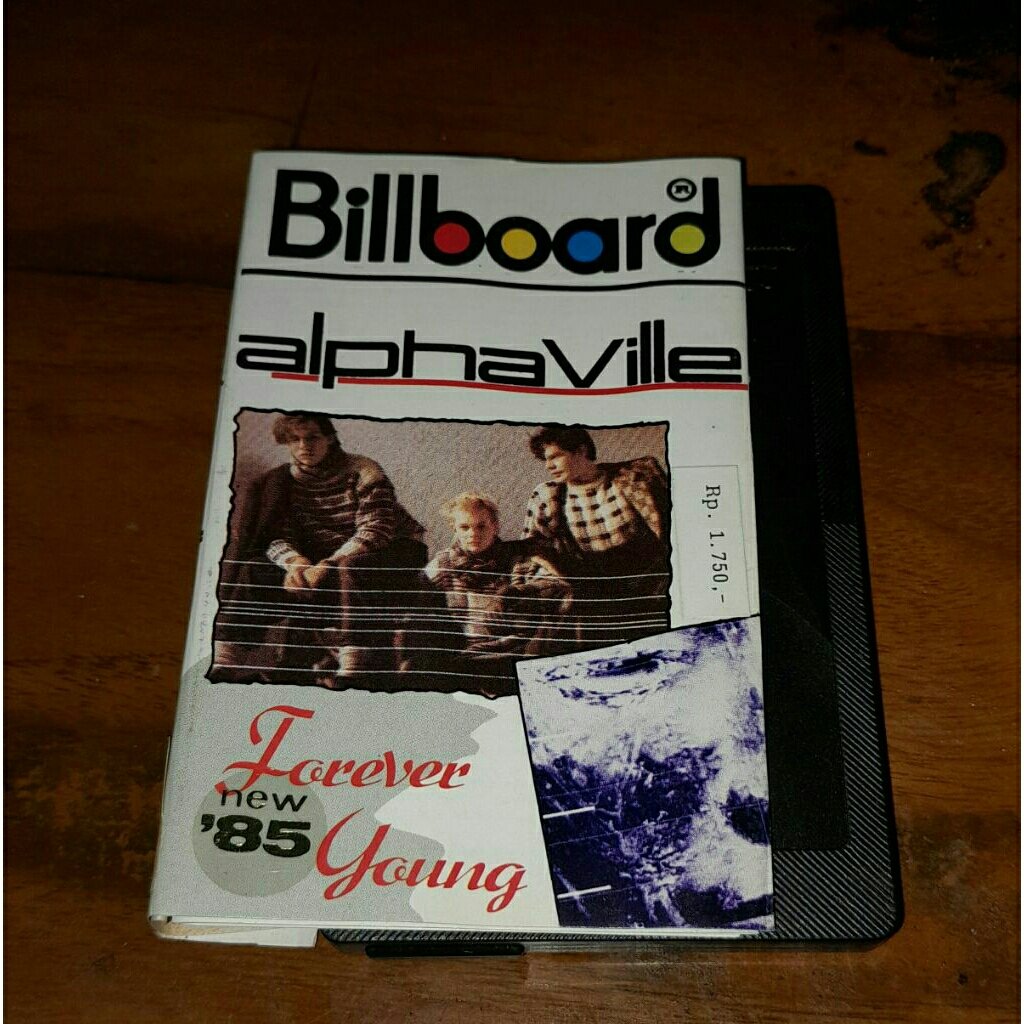 Billboard®
alphaville
Rp. 1.750,-
Forever
new
'85
Young